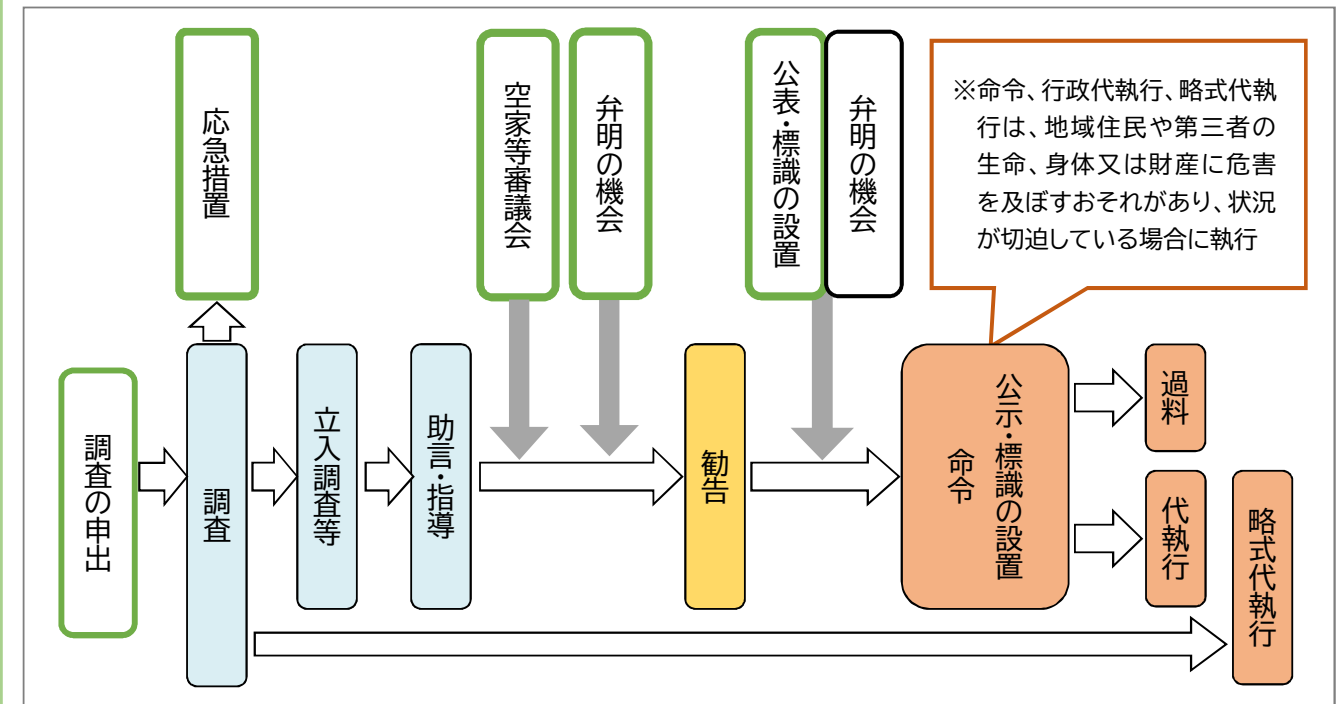 応急措置
空家等審議会
弁明の機会
公表・標識の設置
弁明の機会
※命令、行政代執行、略式代執
行は、地域住民や第三者の
生命、身体又は財産に危害
を及ぼすおそれがあり、状況
が切迫している場合に執行
調査の申出
調査
立入調査等
助言・指導
勧告
公示・標識の設置
命令
過料
代執行
略式代執行